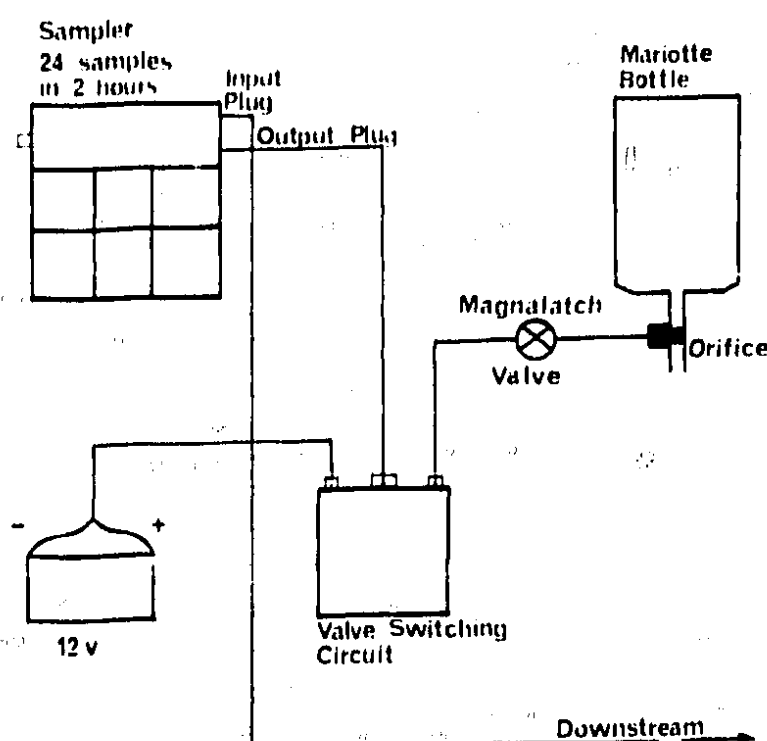 Sampler
24 samples
in 2 hours
Input
Plug
Output Plug
Mariotte
Bottle
Magnalatch
Valve
Orifice
-
+
12 v
Valve Switching
Circuit
Downstream